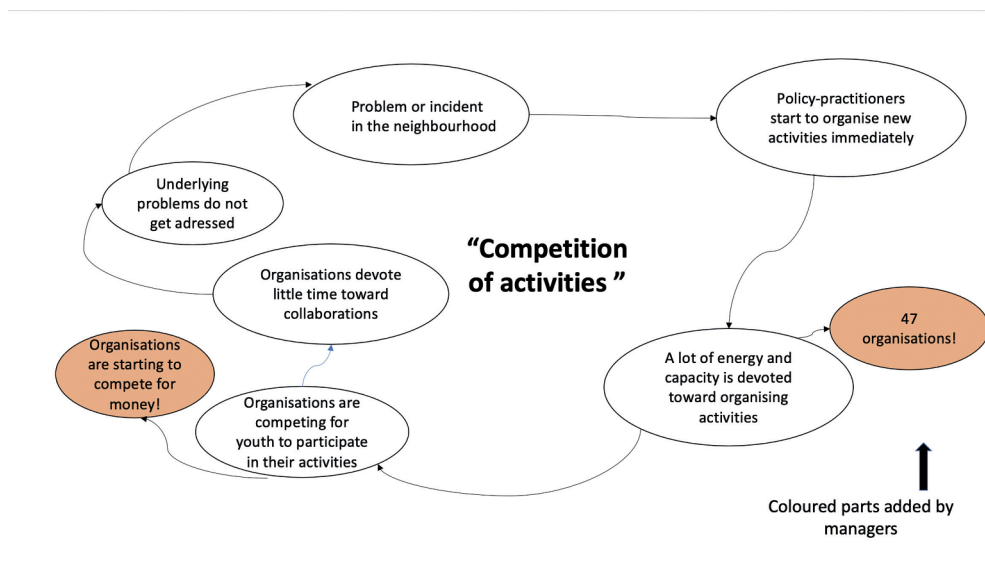 Problem or incident
in the neighbourhood
Policy-practitioners
start to organise new
activities immediately
Underlying
problems do not
get adressed
“Competition
of activities ”
Organisations devote
little time toward
collaborations
47
organisations!
Organisations
are starting to
compete for
money!
A lot of energy and
capacity is devoted
toward organising
activities
Organisations are
competing for
youth to participate
in their activities
Coloured parts added by
managers